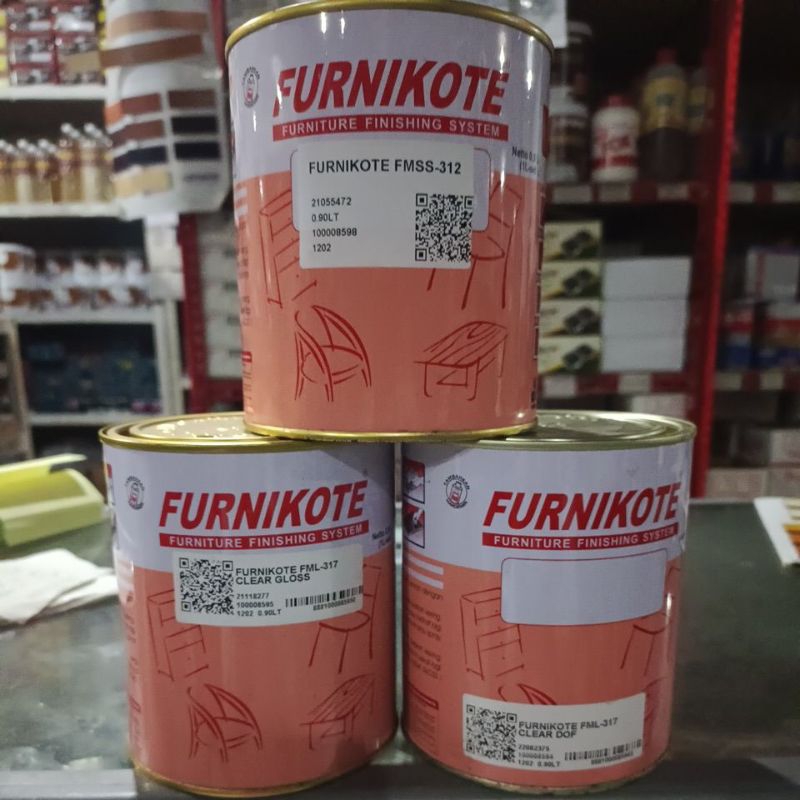 FURNIKOTE
FURNITURE FINISHING SYSTEM
FURNIKOTE FMSS-312
21055472
0.90LT
100008598
1202
FURNIKOTE
FURNITURE FINISHING SYSTEM
FURNIKOTE FML-317
CLEAR GLOSS
21118277
100008595
1202 0.90LT
FURNIKOTE
FURNITURE FINISHING SYSTEM
FURNIKOTE FML-317
CLEAR DOF
100008594
1202 0.90LT